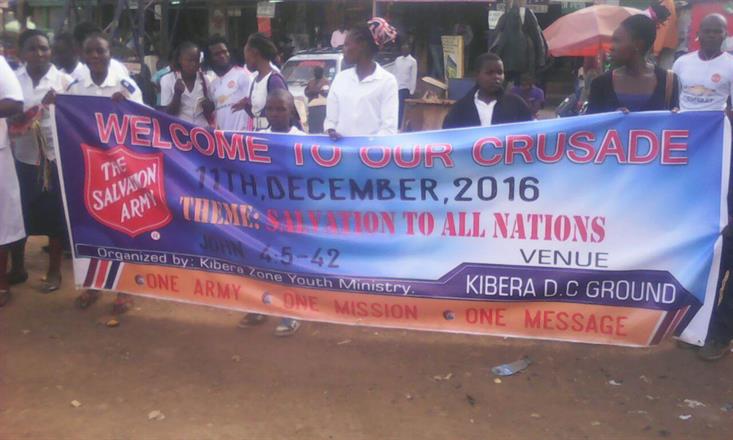 WELCOME TO OUR CRUSADE
THE
SALVATION
ARMY
11TH,DECEMBER,2016
THEME: SALVATION TO ALL NATIONS
JOHN 4:5-42
VENUE
Organized by: Kibera Zone Youth Ministry.
KIBERA D.C GROUND
ONE ARMY ONE MISSION ONE MESSAGE
CHEVROLET